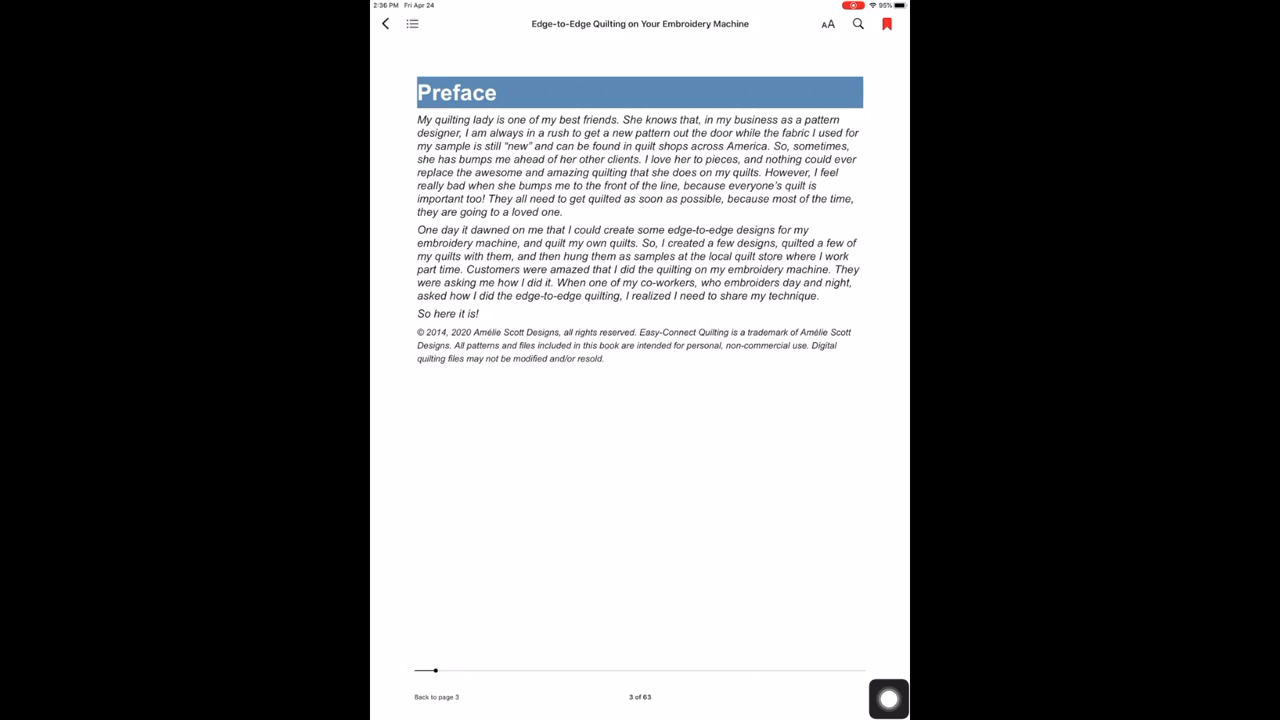 2:36 PM Fri Apr 24
95%
Edge-to-Edge Quilting on Your Embroidery Machine
AA
Preface
My quilting lady is one of my best friends. She knows that, in my business as a pattern
designer, I am always in a rush to get a new pattern out the door while the fabric I used for
my sample is still “new” and can be found in quilt shops across America. So, sometimes,
she has bumps me ahead of her other clients. I love her to pieces, and nothing could ever
replace the awesome and amazing quilting that she does on my quilts. However, I feel
really bad when she bumps me to the front of the line, because everyone’s quilt is
important too! They all need to get quilted as soon as possible, because most of the time,
they are going to a loved one.
One day it dawned on me that I could create some edge-to-edge designs for my
embroidery machine, and quilt my own quilts. So, I created a few designs, quilted a few of
my quilts with them, and then hung them as samples at the local quilt store where I work
part time. Customers were amazed that I did the quilting on my embroidery machine. They
were asking me how I did it. When one of my co-workers, who embroiders day and night,
asked how I did the edge-to-edge quilting, I realized I need to share my technique.
So here it is!
© 2014, 2020 Amélie Scott Designs, all rights reserved. Easy-Connect Quilting is a trademark of Amélie Scott
Designs. All patterns and files included in this book are intended for personal, non-commercial use. Digital
quilting files may not be modified and/or resold.
Back to page 3
3 of 63